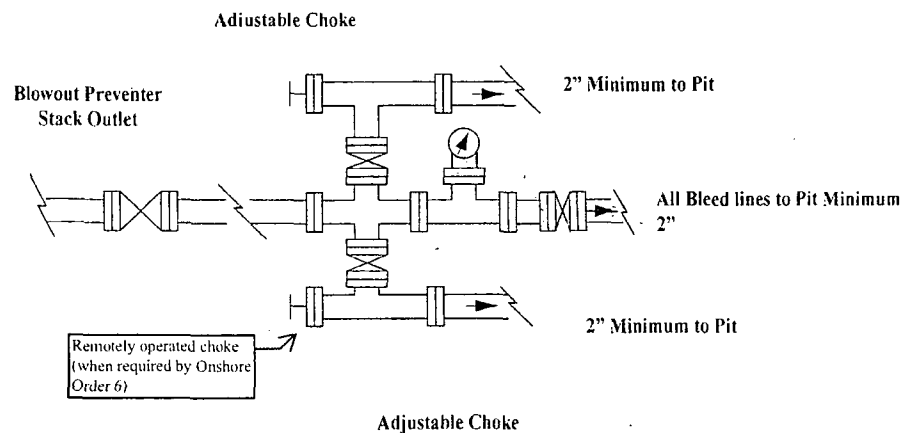 Adjustable Choke
2” Minimum to Pit
Blowout Preventer
Stack Outlet
All Bleed lines to Pit Minimum
2”
2” Minimum to Pit
Remotely operated choke
(when required by Onshore
Order 6)
Adjustable Choke